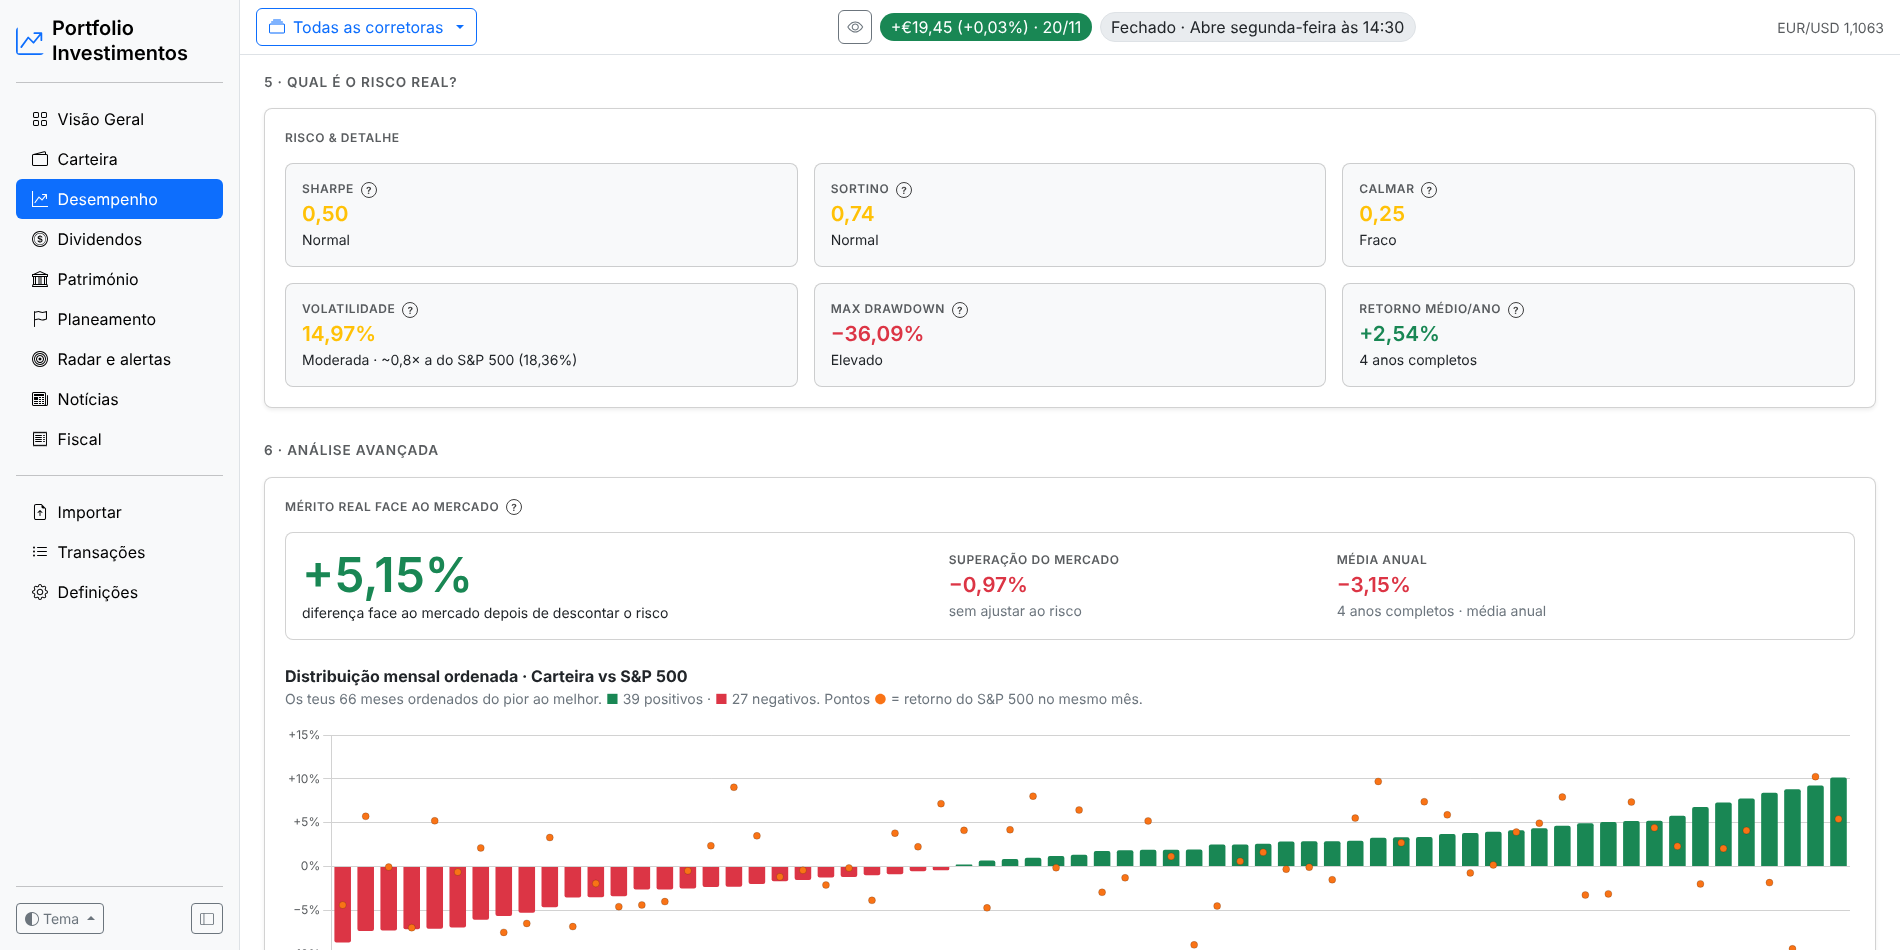 Portfolio
Investimentos
Todas as corretoras
+€19,45 (+0,03%) · 20/11
Fechado · Abre segunda-feira às 14:30
EUR/USD 1,1063
Visão Geral
Carteira
Desempenho
Dividendos
Património
Planeamento
Radar e alertas
Notícias
Fiscal
Importar
Transações
Definições
Tema
5 · QUAL É O RISCO REAL?
RISCO & DETALHE
SHARPE ?
0,50
Normal
SORTINO ?
0,74
Normal
CALMAR ?
0,25
Fraco
VOLATILIDADE ?
14,97%
Moderada · ~0,8× a do S&P 500 (18,36%)
MAX DRAWDOWN ?
−36,09%
Elevado
RETORNO MÉDIO/ANO ?
+2,54%
4 anos completos
6 · ANÁLISE AVANÇADA
MÉRITO REAL FACE AO MERCADO ?
+5,15%
diferença face ao mercado depois de descontar o risco
SUPERAÇÃO DO MERCADO
−0,97%
sem ajustar ao risco
MÉDIA ANUAL
−3,15%
4 anos completos · média anual
Distribuição mensal ordenada · Carteira vs S&P 500
Os teus 66 meses ordenados do pior ao melhor. 39 positivos · 27 negativos. Pontos = retorno do S&P 500 no mesmo mês.
+15%
+10%
+5%
0%
−5%